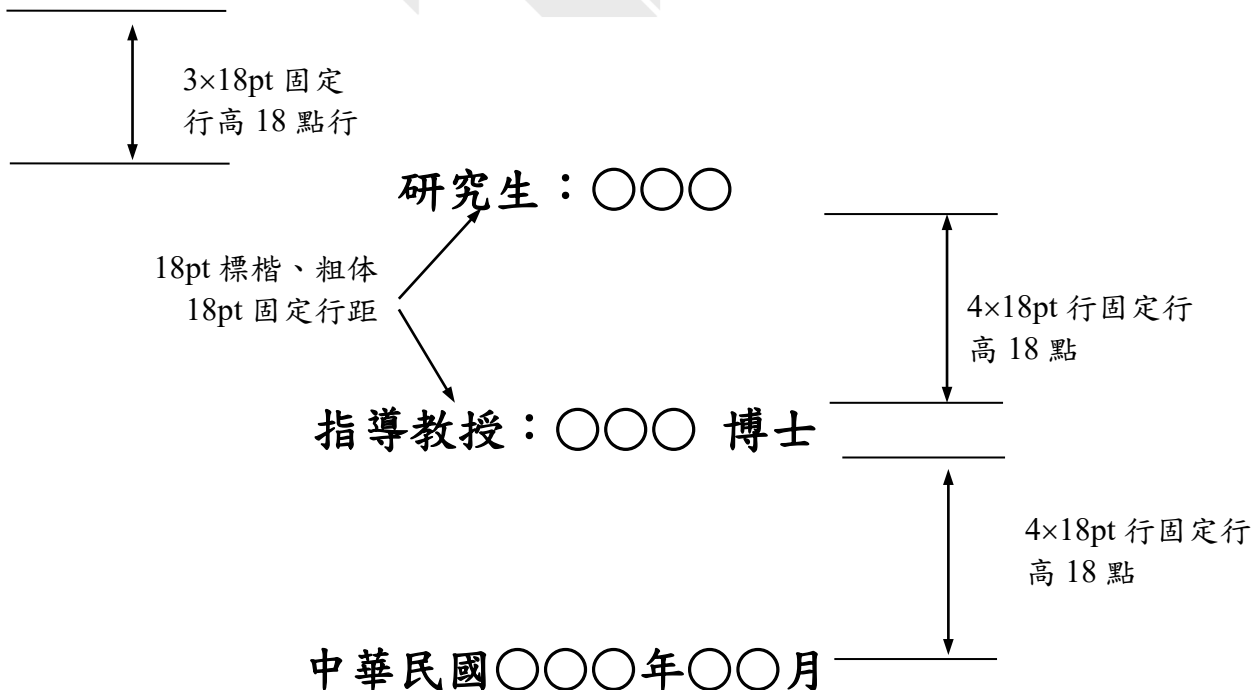 3×18pt 固定
行高 18 點行
研究生：○○○
18pt 標楷、粗体
18pt 固定行距
4×18pt 行固定行
高 18 點
指導教授：○○○ 博士
4×18pt 行固定行
高 18 點
中華民國○○○年○○月